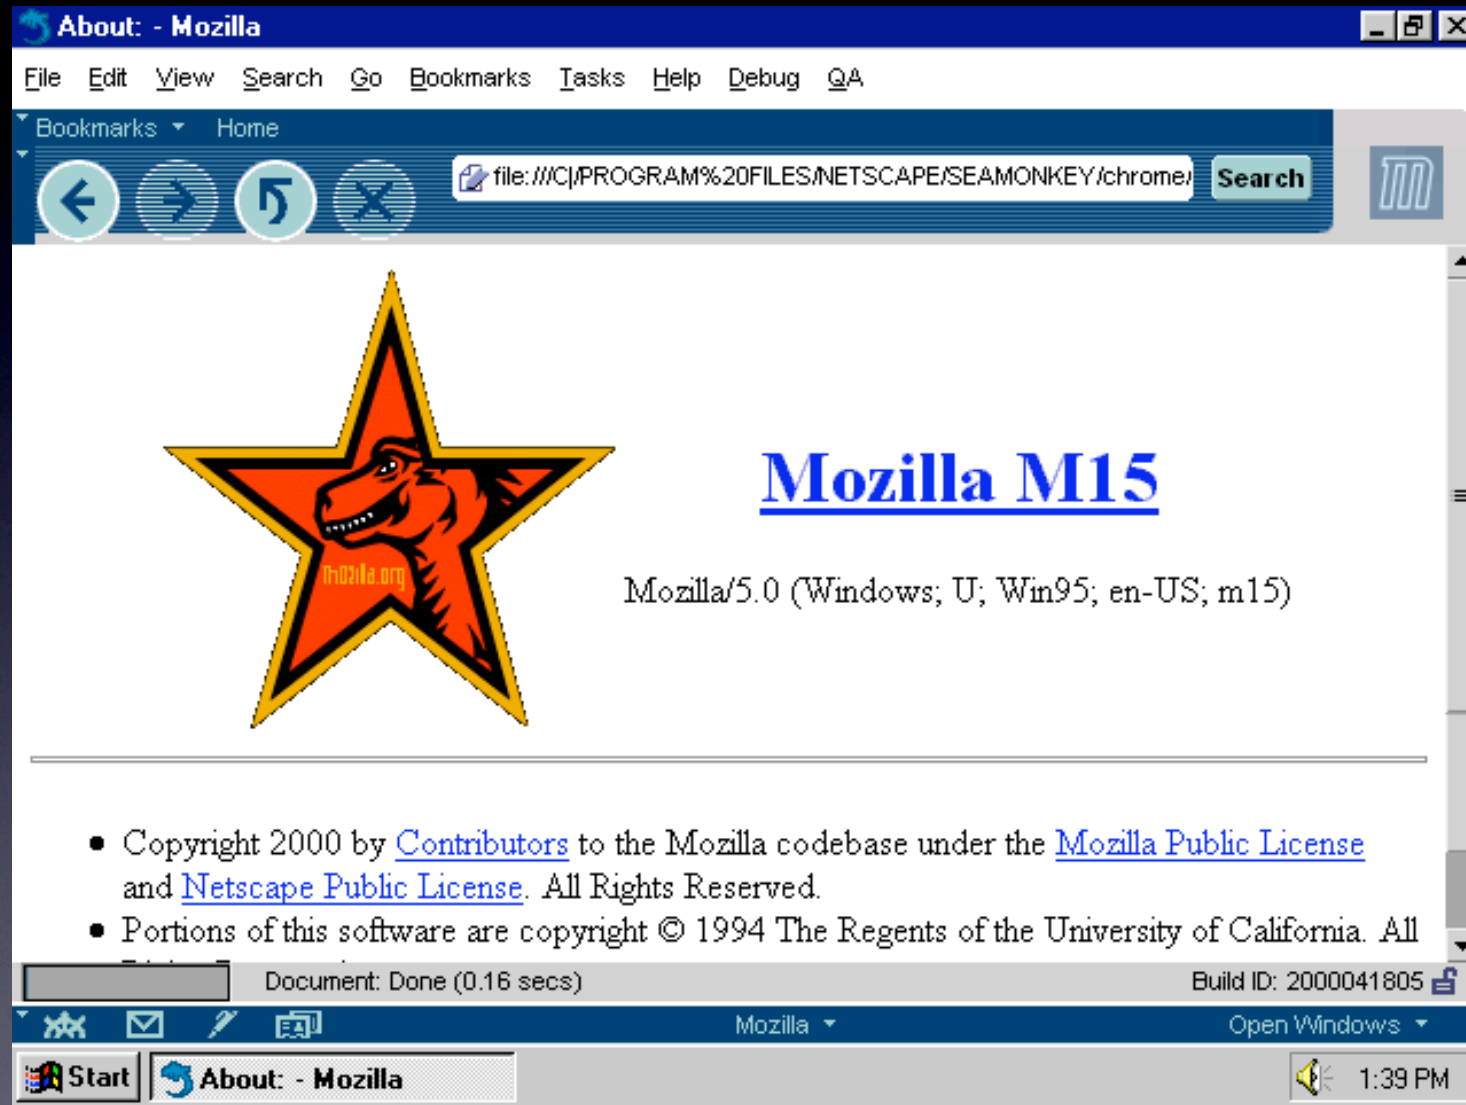 About: - Mozilla
File Edit View Search Go Bookmarks Tasks Help Debug QA
Bookmarks Home
file:///C|/PROGRAM%20FILES/NETSCAPE/SEAMONKEY/chrome/ Search
mozilla.org
Mozilla M15
Mozilla/5.0 (Windows; U; Win95; en-US; m15)
Copyright 2000 by Contributors to the Mozilla codebase under the Mozilla Public License
and Netscape Public License. All Rights Reserved.
Portions of this software are copyright © 1994 The Regents of the University of California. All
Document: Done (0.16 secs) Build ID: 2000041805
Mozilla Open Windows
Start About: - Mozilla 1:39 PM